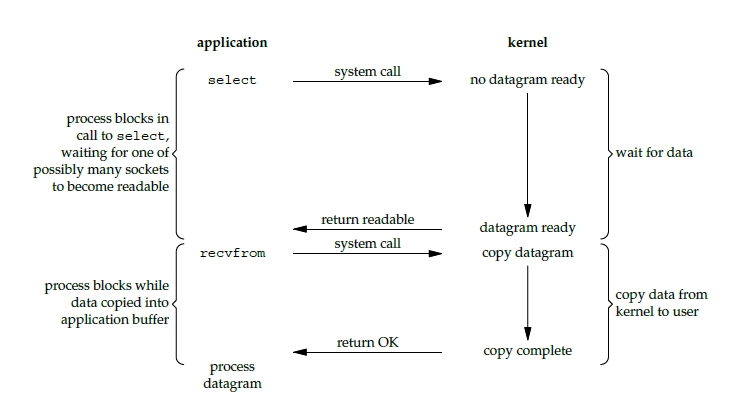 application
kernel
select
system call
no datagram ready
process blocks in
call to select,
waiting for one of
possibly many sockets
to become readable
wait for data
return readable
datagram ready
recvfrom
system call
copy datagram
process blocks while
data copied into
application buffer
copy data from
kernel to user
return OK
copy complete
process
datagram